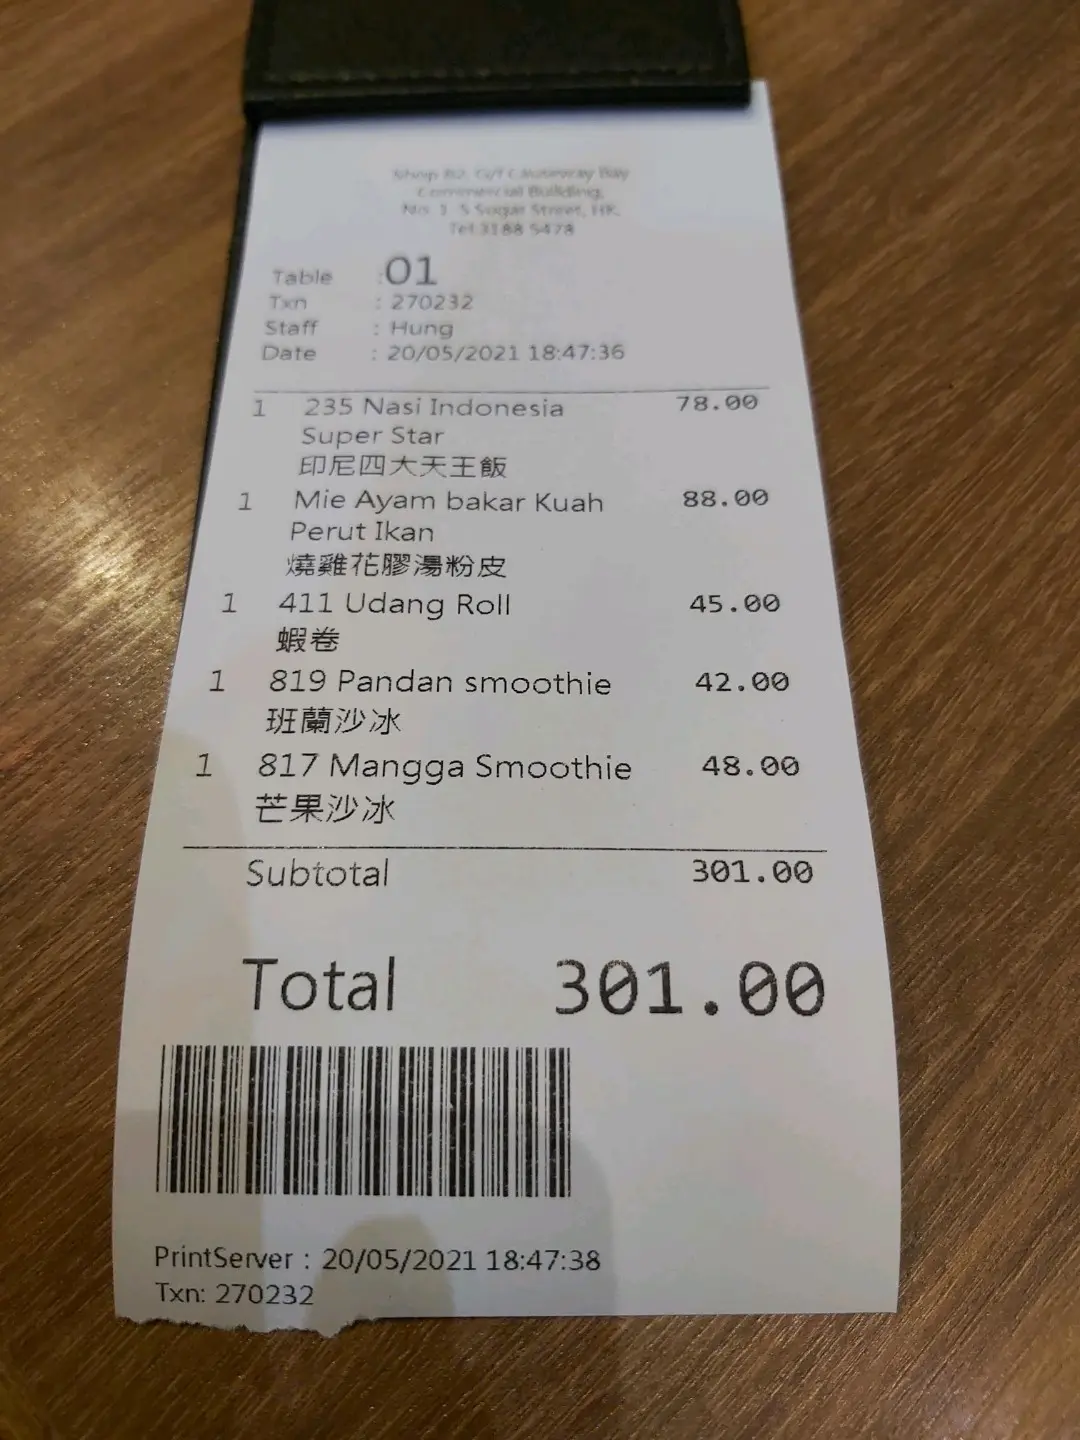 Shop B2, G/f Causeway Bay
Commercial Building,
No. 1 5 Sugar Street, HK
Tel 3188 5478
Table : 01
Txn : 270232
Staff : Hung
Date : 20/05/2021 18:47:36
1 235 Nasi Indonesia 78.00
Super Star
印尼四大天王飯
1 Mie Ayam bakar Kuah 88.00
Perut Ikan
燒雞花膠湯粉皮
1 411 Udang Roll 45.00
蝦卷
1 819 Pandan smoothie 42.00
班蘭沙冰
1 817 Mangga Smoothie 48.00
芒果沙冰
Subtotal 301.00
Total 301.00
PrintServer : 20/05/2021 18:47:38
Txn: 270232